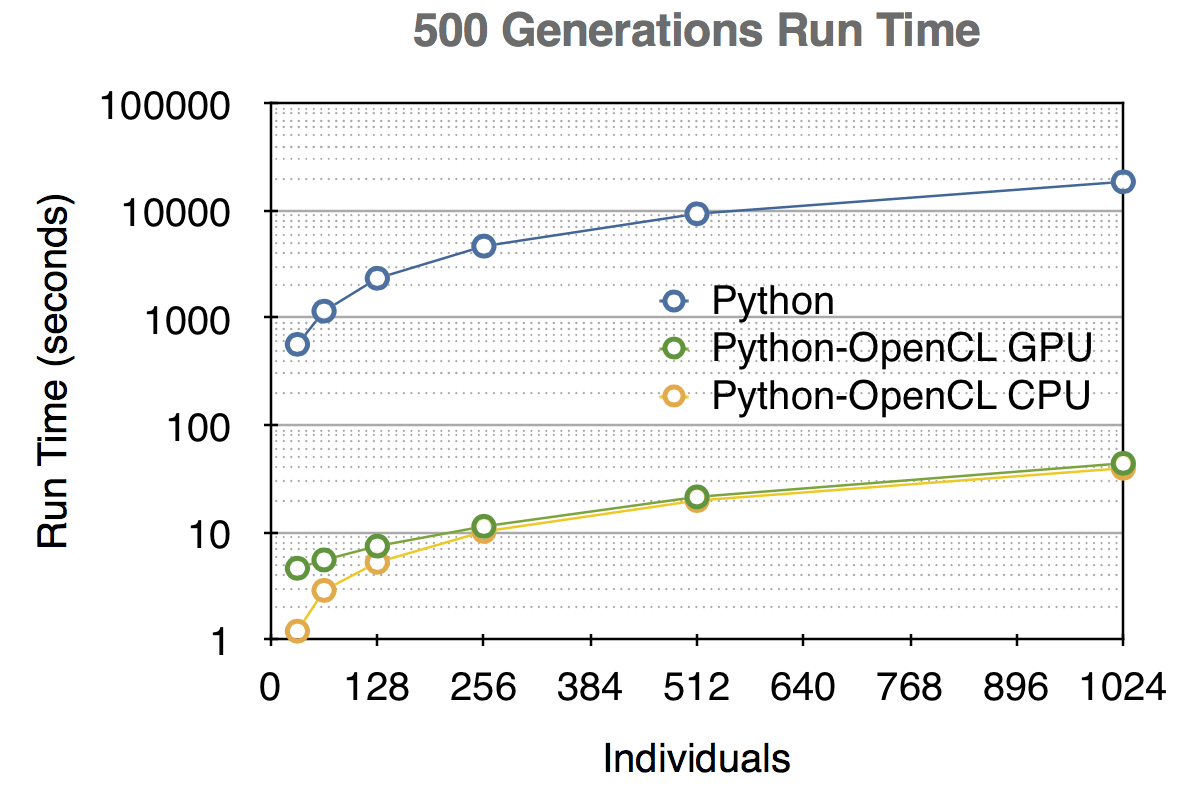 500 Generations Run Time
100000
10000
1000
100
10
1
Run Time (seconds)
Python
Python-OpenCL GPU
Python-OpenCL CPU
0 128 256 384 512 640 768 896 1024
Individuals